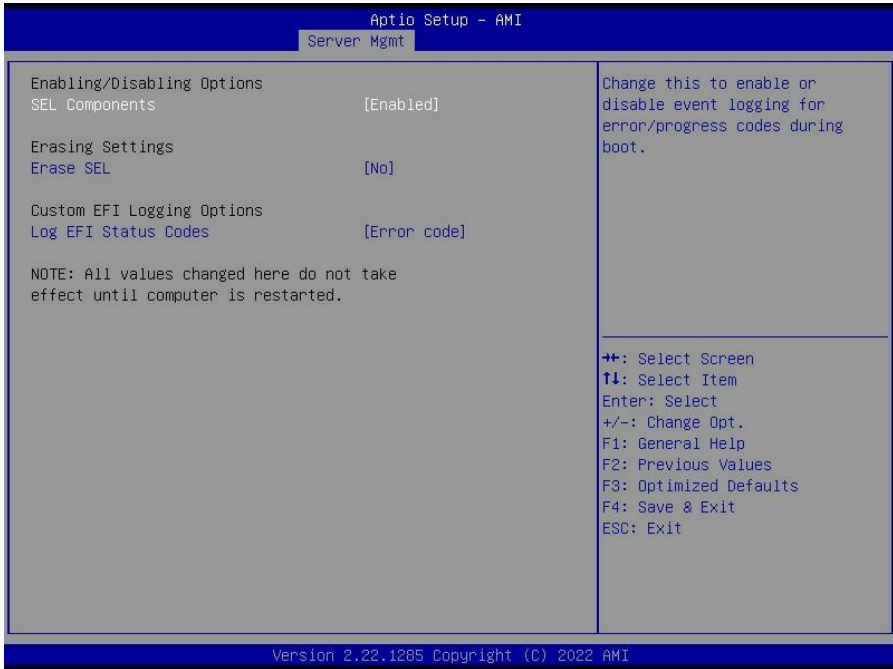 Aptio Setup – AMI
Server Mgmt
Enabling/Disabling Options
SEL Components [Enabled]
Erasing Settings
Erase SEL [No]
Custom EFI Logging Options
Log EFI Status Codes [Error code]
NOTE: All values changed here do not take
effect until computer is restarted.
Change this to enable or
disable event logging for
error/progress codes during
boot.
→←: Select Screen
↑↓: Select Item
Enter: Select
+/-: Change Opt.
F1: General Help
F2: Previous Values
F3: Optimized Defaults
F4: Save & Exit
ESC: Exit
Version 2.22.1285 Copyright (C) 2022 AMI